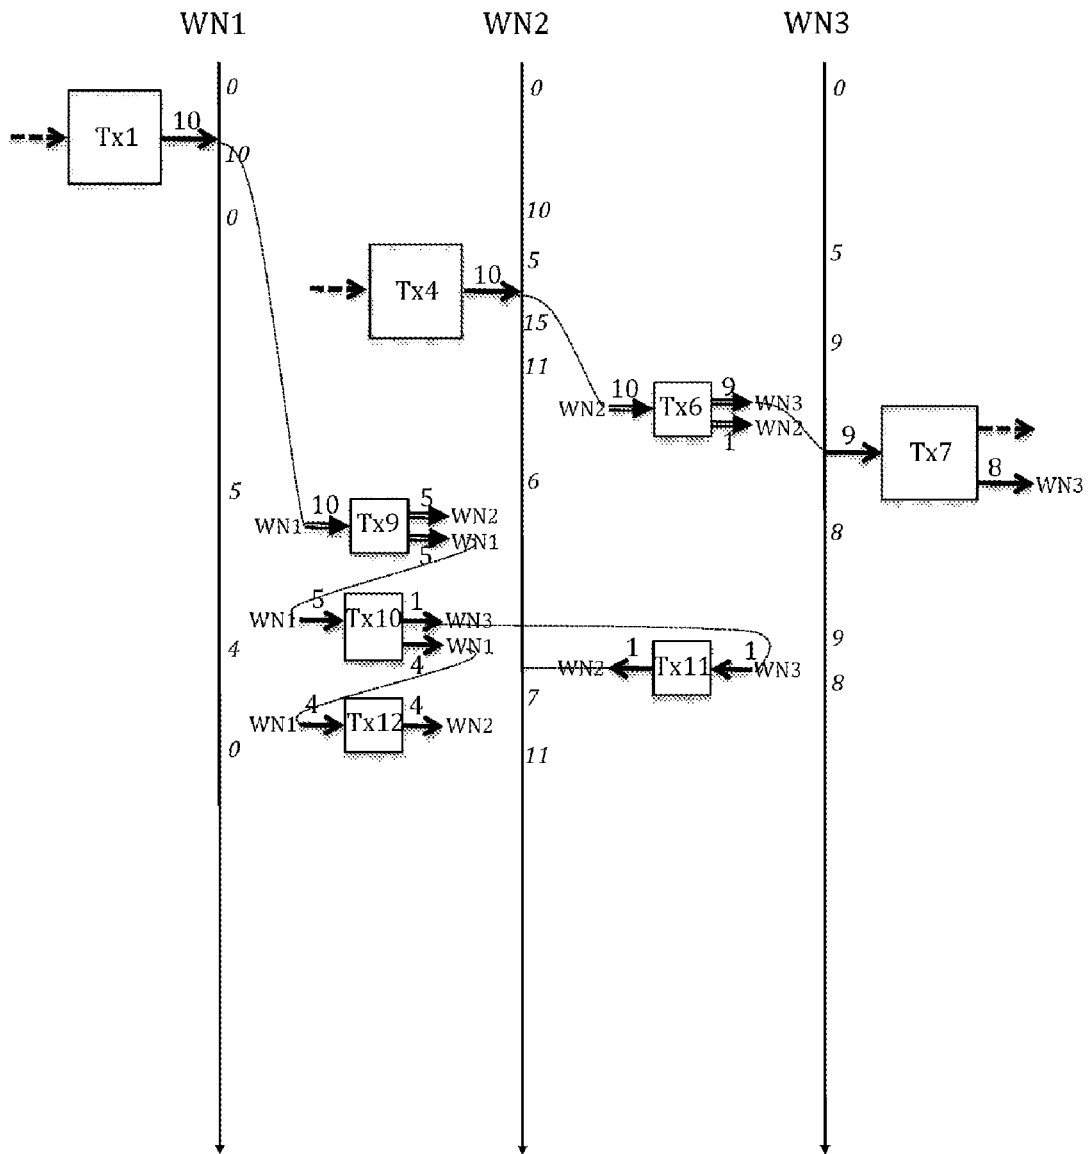 WN1 WN2 WN3
0 0 0
10
Tx1
10
0 10
5 5
10
Tx4
15
9
11
10 9
WN2 Tx6 WN3
WN2
1
9 Tx7
8 WN3
5 6
10 5
WN1 Tx9 WN2
WN1
5
8
5 1
WN1 Tx10 WN3
WN1
4
4
9
1 1
WN2 Tx11 WN3
8
7
4 4
WN1 Tx12 WN2
0 11